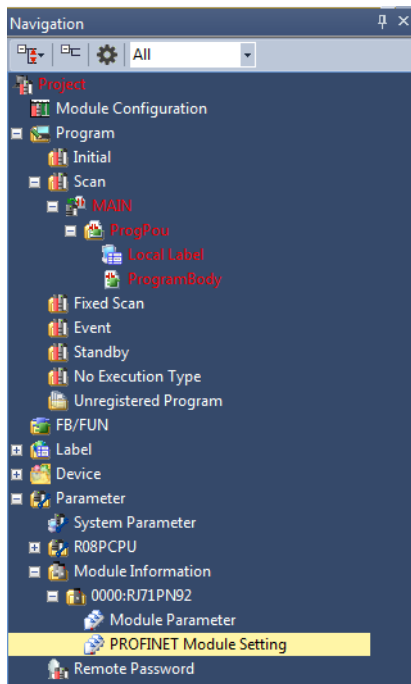 Navigation
All
Project
Module Configuration
Program
Initial
Scan
MAIN
ProgPou
Local Label
ProgramBody
Fixed Scan
Event
Standby
No Execution Type
Unregistered Program
FB/FUN
Label
Device
Parameter
System Parameter
R08PCPU
Module Information
0000:RJ71PN92
Module Parameter
PROFINET Module Setting
Remote Password